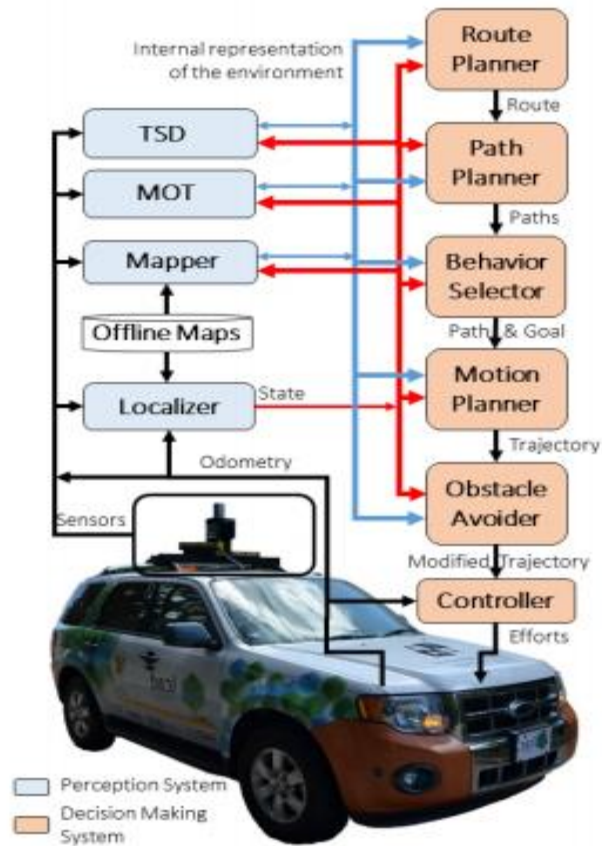 Internal representation
of the environment
Route
Planner
Route
TSD
Path
Planner
MOT
Paths
Mapper
Behavior
Selector
Offline Maps
Path & Goal
Localizer
State
Motion
Planner
Trajectory
Odometry
Obstacle
Avoider
Sensors
Modified Trajectory
Controller
Efforts
Perception System
Decision Making
System